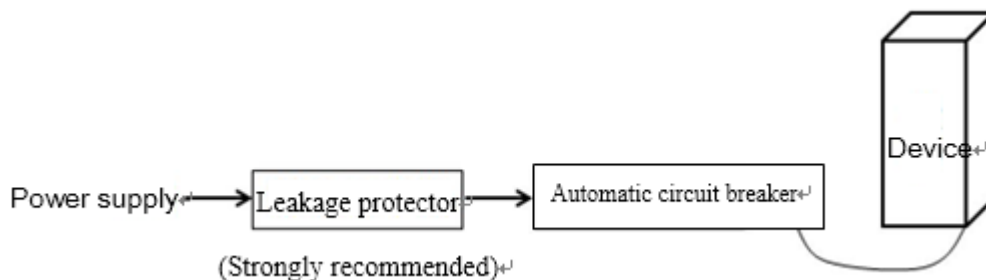 Device
Power supply
Leakage protector
Automatic circuit breaker
(Strongly recommended)